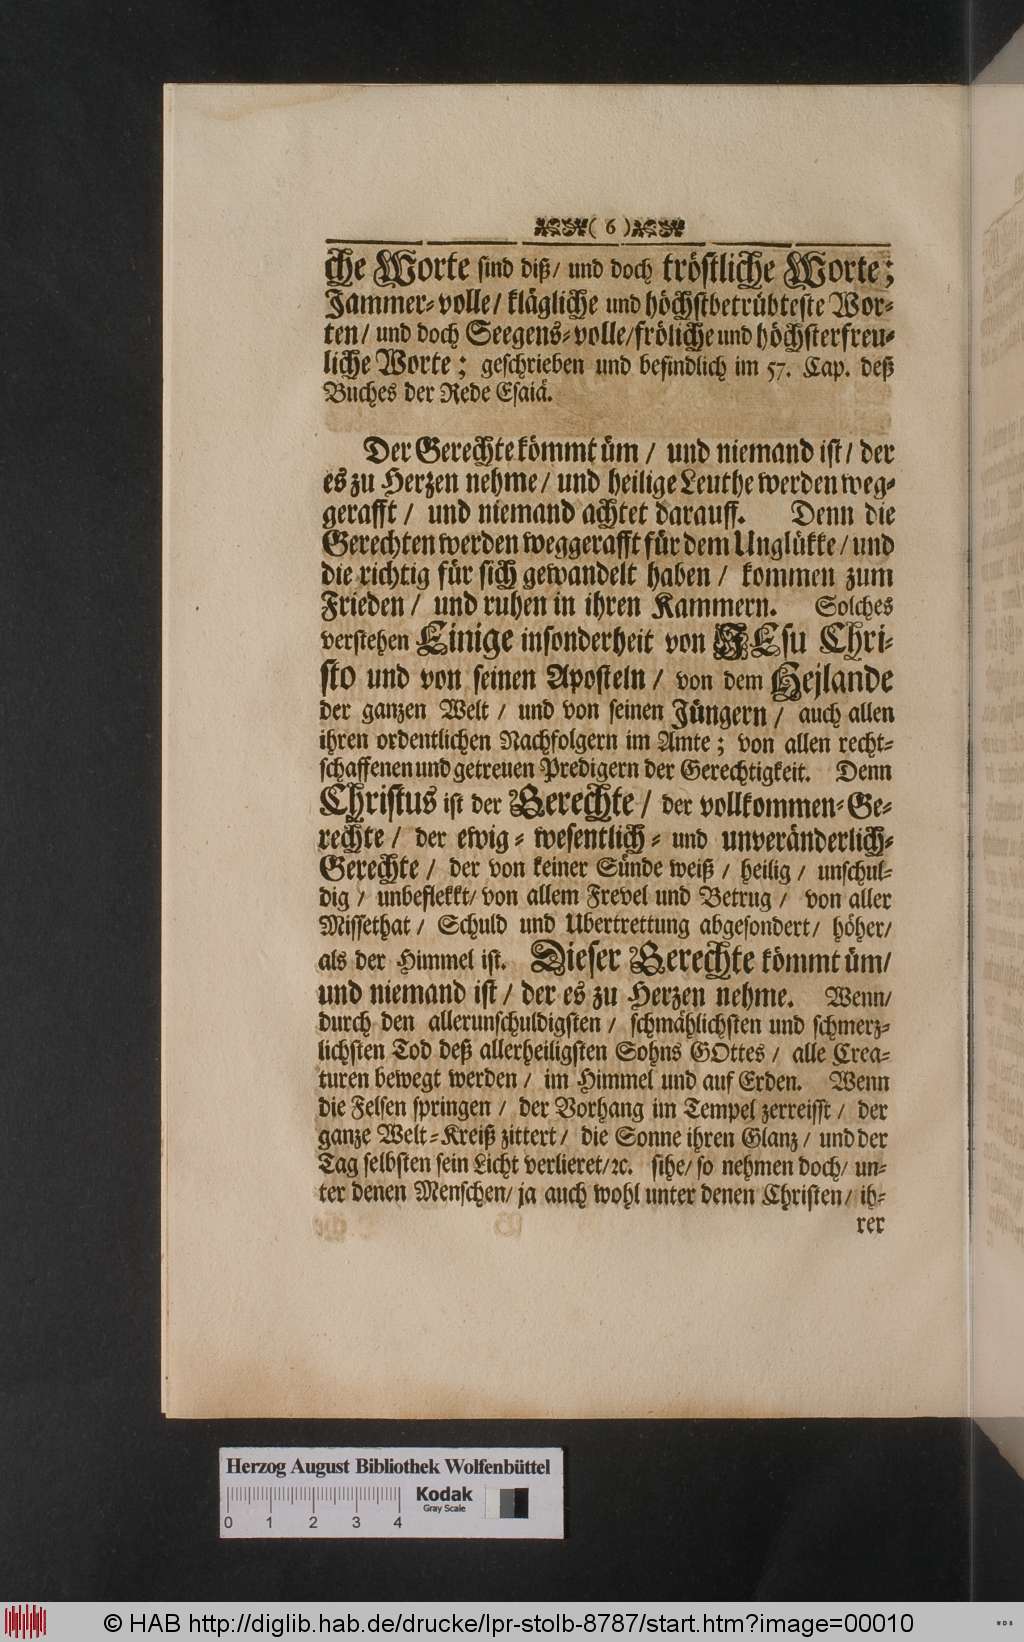 ( 6 )
che Worte sind diß/ und doch tröstliche Worte;
Jammer-volle/ klägliche und höchstbetrübteste Wor-
ten/ und doch Seegens-volle/ fröliche und höchsterfreu-
liche Worte; geschrieben und befindlich im 57. Cap. deß
Buches der Rede Esaiä.
Der Gerechte kömmt üm / und niemand ist/ der
es zu Herzen nehme/ und heilige Leuthe werden weg-
gerafft / und niemand achtet darauff. Denn die
Gerechten werden weggerafft für dem Unglükke/ und
die richtig für sich gewandelt haben / kommen zum
Frieden / und ruhen in ihren Kammern. Solches
verstehen Einige insonderheit von JEsu Chri-
sto und von seinen Aposteln / von dem Hejlande
der ganzen Welt / und von seinen Jüngern / auch allen
ihren ordentlichen Nachfolgern im Amte; von allen recht-
schaffenen und getreuen Predigern der Gerechtigkeit. Denn
Christus ist der Gerechte/ der vollkommen-Ge-
rechte / der ewig- wesentlich- und unveränderlich-
Gerechte / der von keiner Sünde weiß / heilig / unschul-
dig / unbeflekkt/ von allem Frevel und Betrug / von aller
Missethat / Schuld und Ubertrettung abgesondert/ höher/
als der Himmel ist. Dieser Gerechte kömmt üm/
und niemand ist / der es zu Herzen nehme. Wenn/
durch den allerunschuldigsten / schmählichsten und schmerz-
lichsten Tod deß allerheiligsten Sohns GOttes / alle Crea-
turen bewegt werden / im Himmel und auf Erden. Wenn
die Felsen springen / der Vorhang im Tempel zerreisst / der
ganze Welt-Kreiß zittert / die Sonne ihren Glanz / und der
Tag selbsten sein Licht verlieret/ ꝛc. sihe/ so nehmen doch/ un-
ter denen Menschen/ ja auch wohl unter denen Christen/ ih-
rer
Herzog August Bibliothek Wolfenbüttel
Kodak
Gray Scale
0 1 2 3 4
© HAB http://diglib.hab.de/drucke/lpr-stolb-8787/start.htm?image=00010